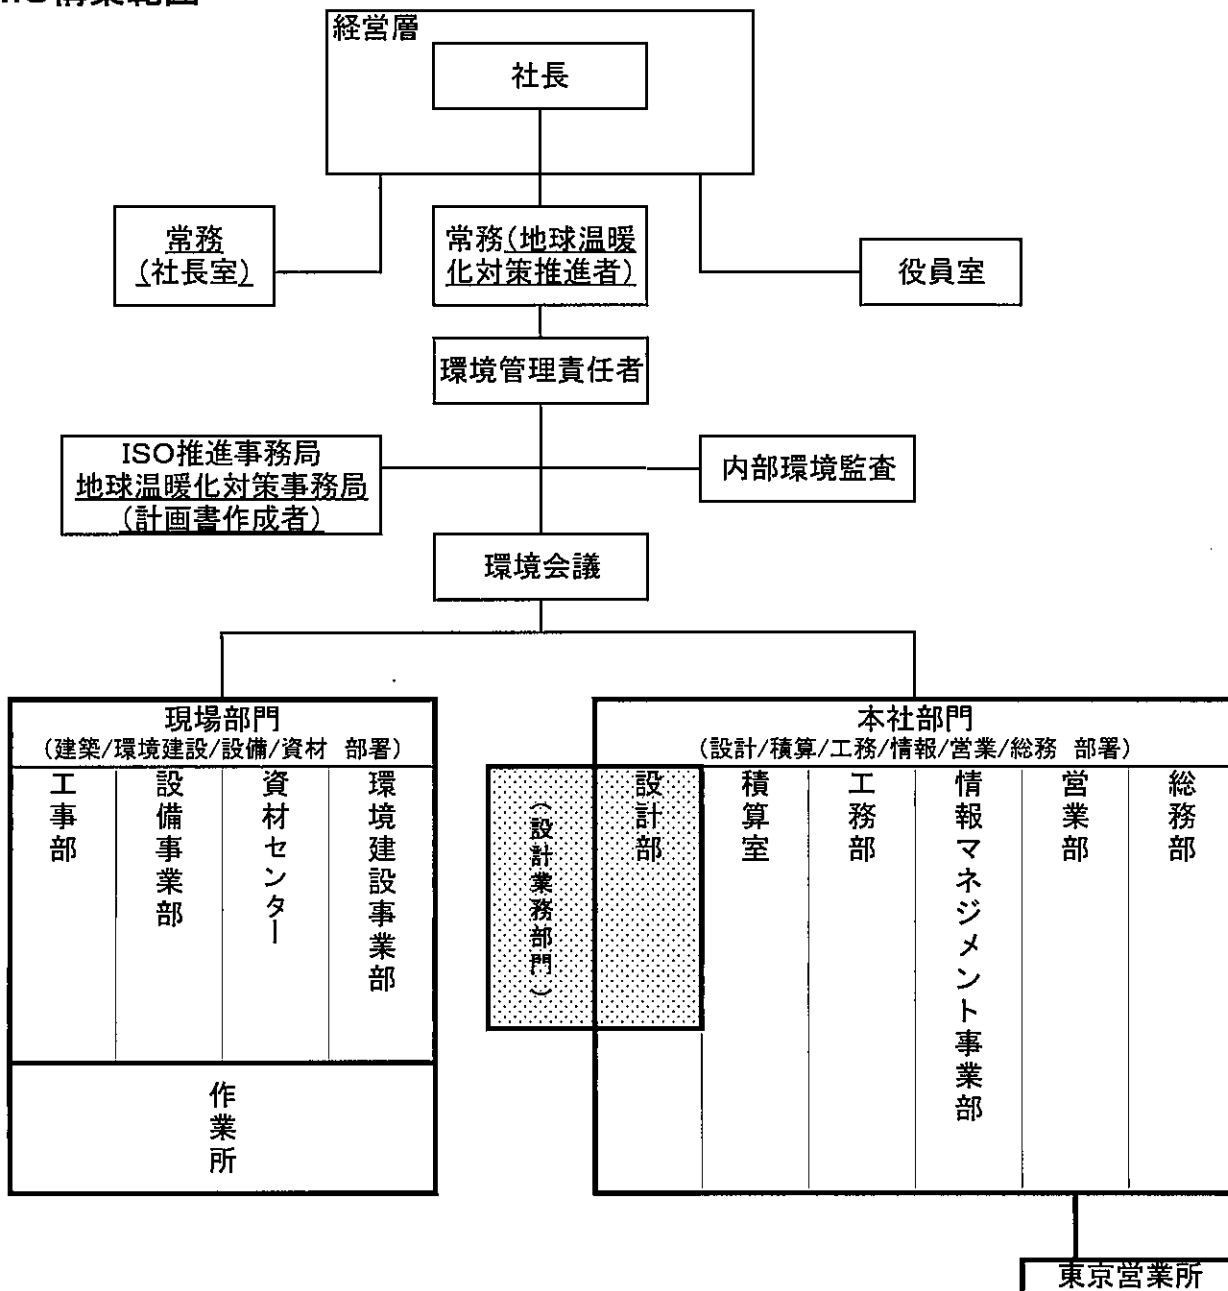 構築範囲
経営層
社長
常務
(社長室)
常務(地球温暖
化対策推進者)
役員室
環境管理責任者
ISO推進事務局
地球温暖化対策事務局
(計画書作成者)
内部環境監査
環境会議
現場部門
(建築/環境建設/設備/資材 部署)
工事部
設備事業部
資材センター
環境建設事業部
作業所
本社部門
(設計/積算/工務/情報/営業/総務 部署)
(設計業務部門)
設計部
積算室
工務部
情報マネジメント事業部
営業部
総務部
東京営業所